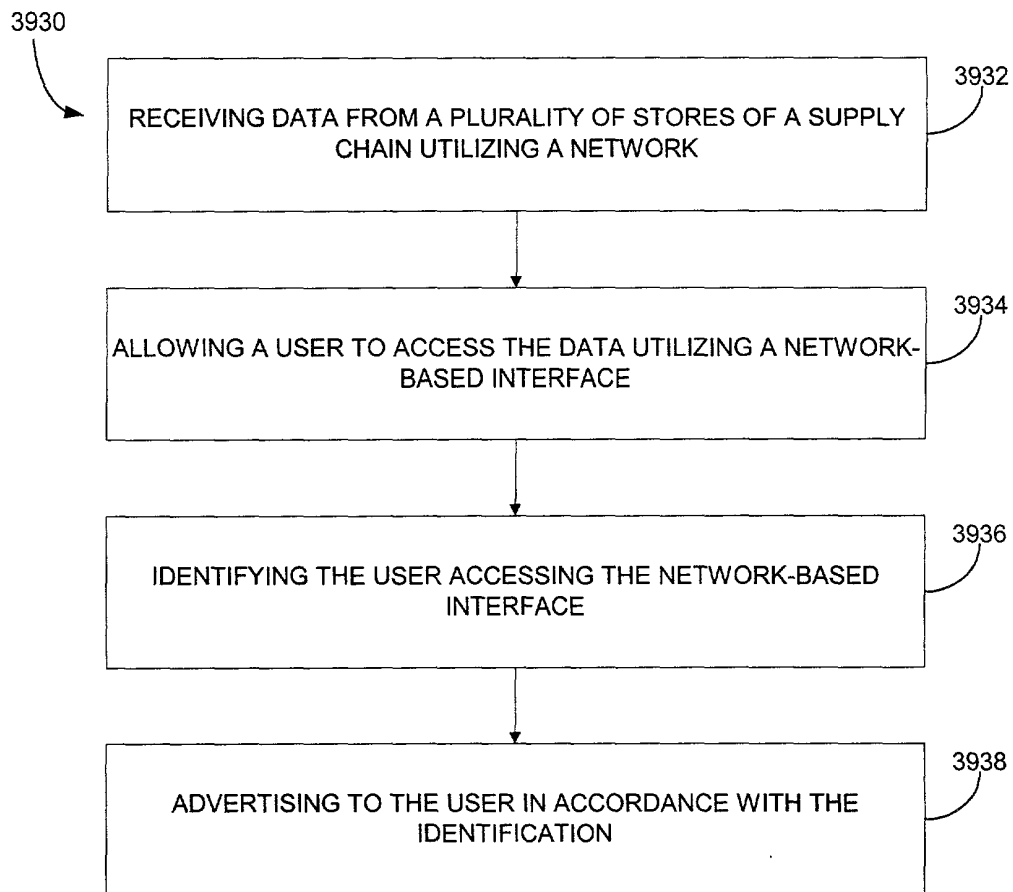 3930
3932
RECEIVING DATA FROM A PLURALITY OF STORES OF A SUPPLY
CHAIN UTILIZING A NETWORK
3934
ALLOWING A USER TO ACCESS THE DATA UTILIZING A NETWORK-
BASED INTERFACE
3936
IDENTIFYING THE USER ACCESSING THE NETWORK-BASED
INTERFACE
3938
ADVERTISING TO THE USER IN ACCORDANCE WITH THE
IDENTIFICATION